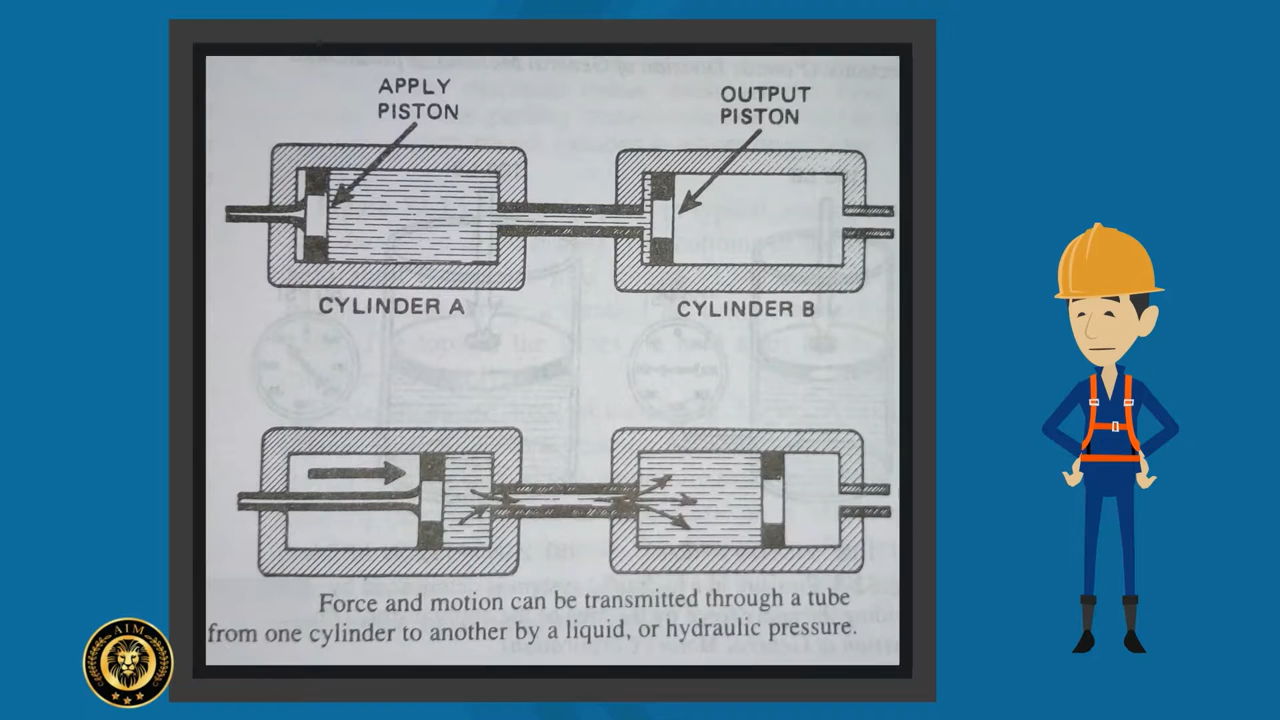 APPLY
PISTON
OUTPUT
PISTON
CYLINDER A
CYLINDER B
Force and motion can be transmitted through a tube
from one cylinder to another by a liquid, or hydraulic pressure.
AIM